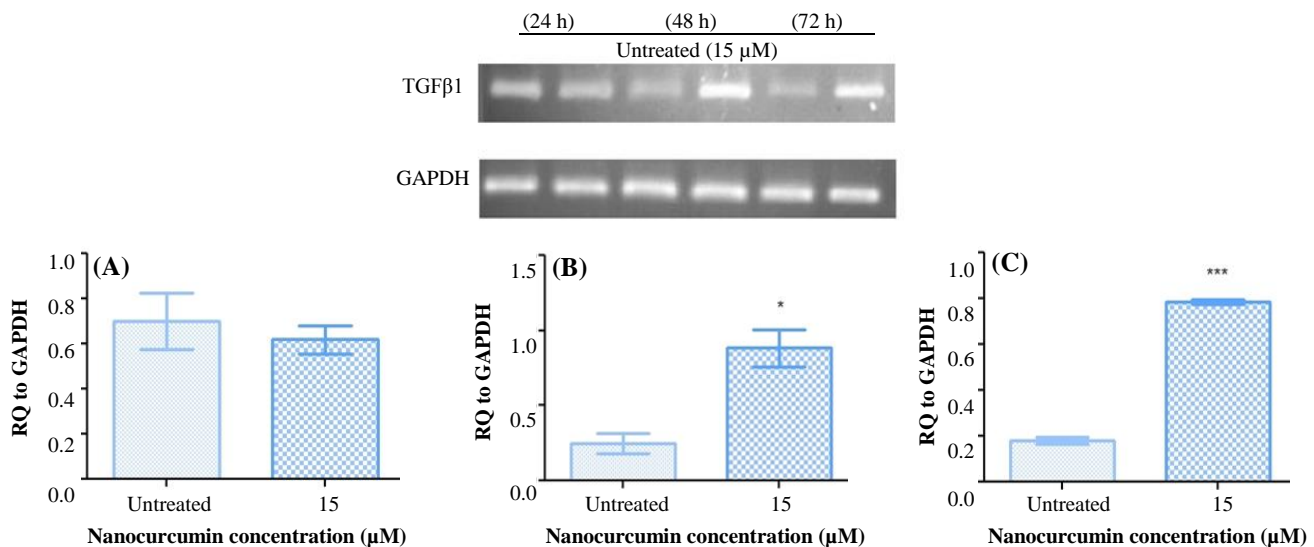 (24 h) (48 h) (72 h)
Untreated (15 µM)
TGFβ1
GAPDH
(A)
1.0
0.8
0.6
0.4
0.2
0.0
RQ to GAPDH
Untreated 15
Nanocurcumin concentration (µM)
(B)
1.5
1.0
0.5
0.0
RQ to GAPDH
*
Untreated 15
Nanocurcumin concentration (µM)
(C)
1.0
0.8
0.6
0.4
0.2
0.0
RQ to GAPDH
***
Untreated 15
Nanocurcumin concentration (µM)